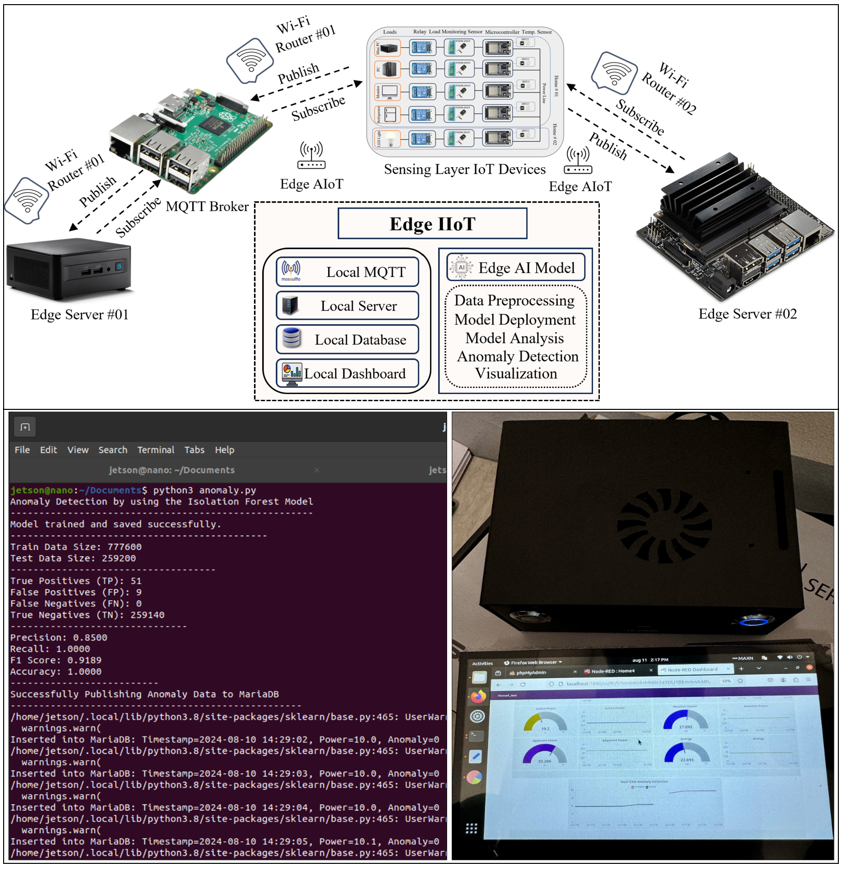 Wi-Fi
Router #01
Publish
Subscribe
Loads
Relay
Load Monitoring Sensor
Microcontroller
Temp. Sensor
Home # 01
Power Line
Home # 02
Wi-Fi
Router #02
Subscribe
Publish
Sensing Layer IoT Devices
Edge AIoT
Edge AIoT
Wi-Fi
Router #01
Publish
Subscribe
MQTT Broker
Edge Server #01
Edge Server #02
Edge IIoT
Local MQTT
Local Server
Local Database
Local Dashboard
AI
Edge AI Model
Data Preprocessing
Model Deployment
Model Analysis
Anomaly Detection
Visualization
File Edit View Search Terminal Tabs Help
jetson@nano: ~/Documents
× jets
jetson@nano:~/Documents$ python3 anomaly.py
Anomaly Detection by using the Isolation Forest Model
----------------------------------------------------
Model trained and saved successfully.
--------------------------------------------
Train Data Size: 777600
Test Data Size: 259200
-----------------------------------
True Positives (TP): 51
False Positives (FP): 9
False Negatives (FN): 0
True Negatives (TN): 259140
------------------------------
Precision: 0.8500
Recall: 1.0000
F1 Score: 0.9189
Accuracy: 1.0000
-------------------------
Successfully Publishing Anomaly Data to MariaDB
--------------------------------------------------
/home/jetson/.local/lib/python3.8/site-packages/sklearn/base.py:465: UserWar
warnings.warn(
Inserted into MariaDB: Timestamp=2024-08-10 14:29:02, Power=10.0, Anomaly=0
/home/jetson/.local/lib/python3.8/site-packages/sklearn/base.py:465: UserWar
warnings.warn(
Inserted into MariaDB: Timestamp=2024-08-10 14:29:03, Power=10.0, Anomaly=0
/home/jetson/.local/lib/python3.8/site-packages/sklearn/base.py:465: UserWar
warnings.warn(
Inserted into MariaDB: Timestamp=2024-08-10 14:29:04, Power=10.0, Anomaly=0
/home/jetson/.local/lib/python3.8/site-packages/sklearn/base.py:465: UserWar
warnings.warn(
Inserted into MariaDB: Timestamp=2024-08-10 14:29:05, Power=10.1, Anomaly=0
/home/jetson/.local/lib/python3.8/site-packages/sklearn/base.py:465: UserWar
SER
Activities Firefox Web Browser aug 11 2:17 PM MAXN
phpMyAdmin Node-RED : Home4 Node-RED Dashboard